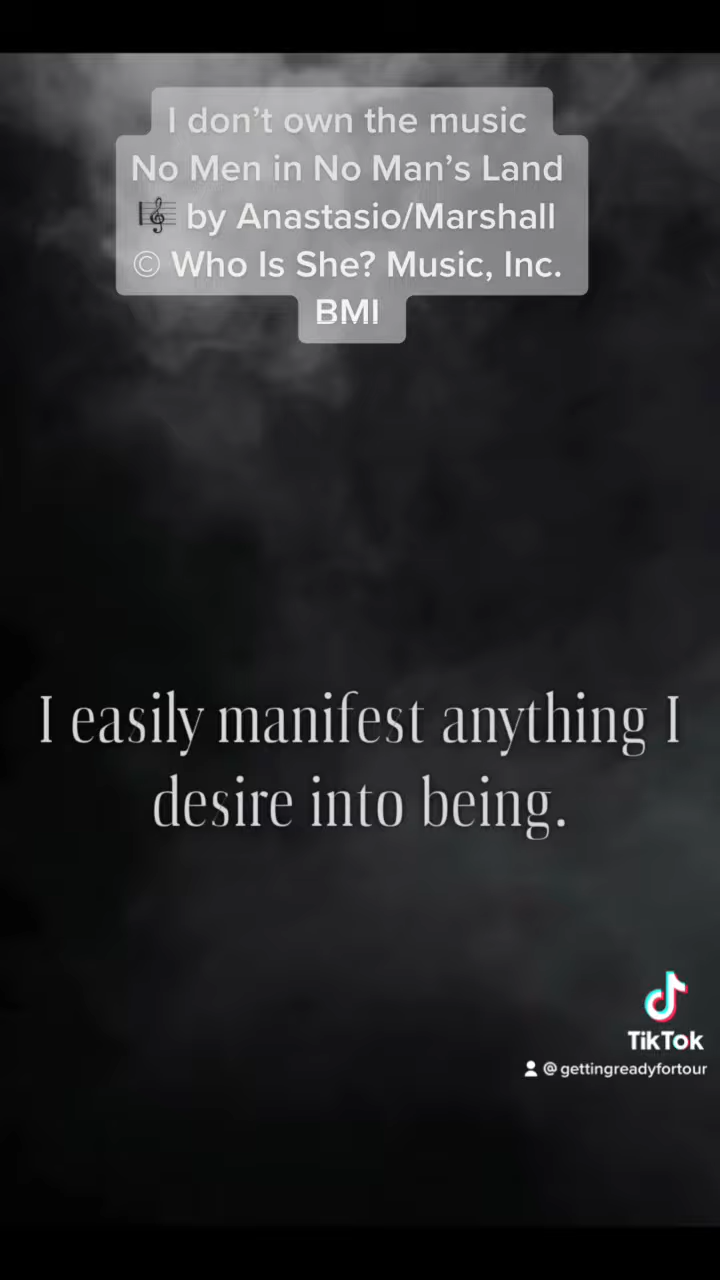 I don’t own the music
No Men in No Man’s Land
🎼 by Anastasio/Marshall
© Who Is She? Music, Inc.
BMI
I easily manifest anything I
desire into being.
TikTok
@gettingreadyfortour